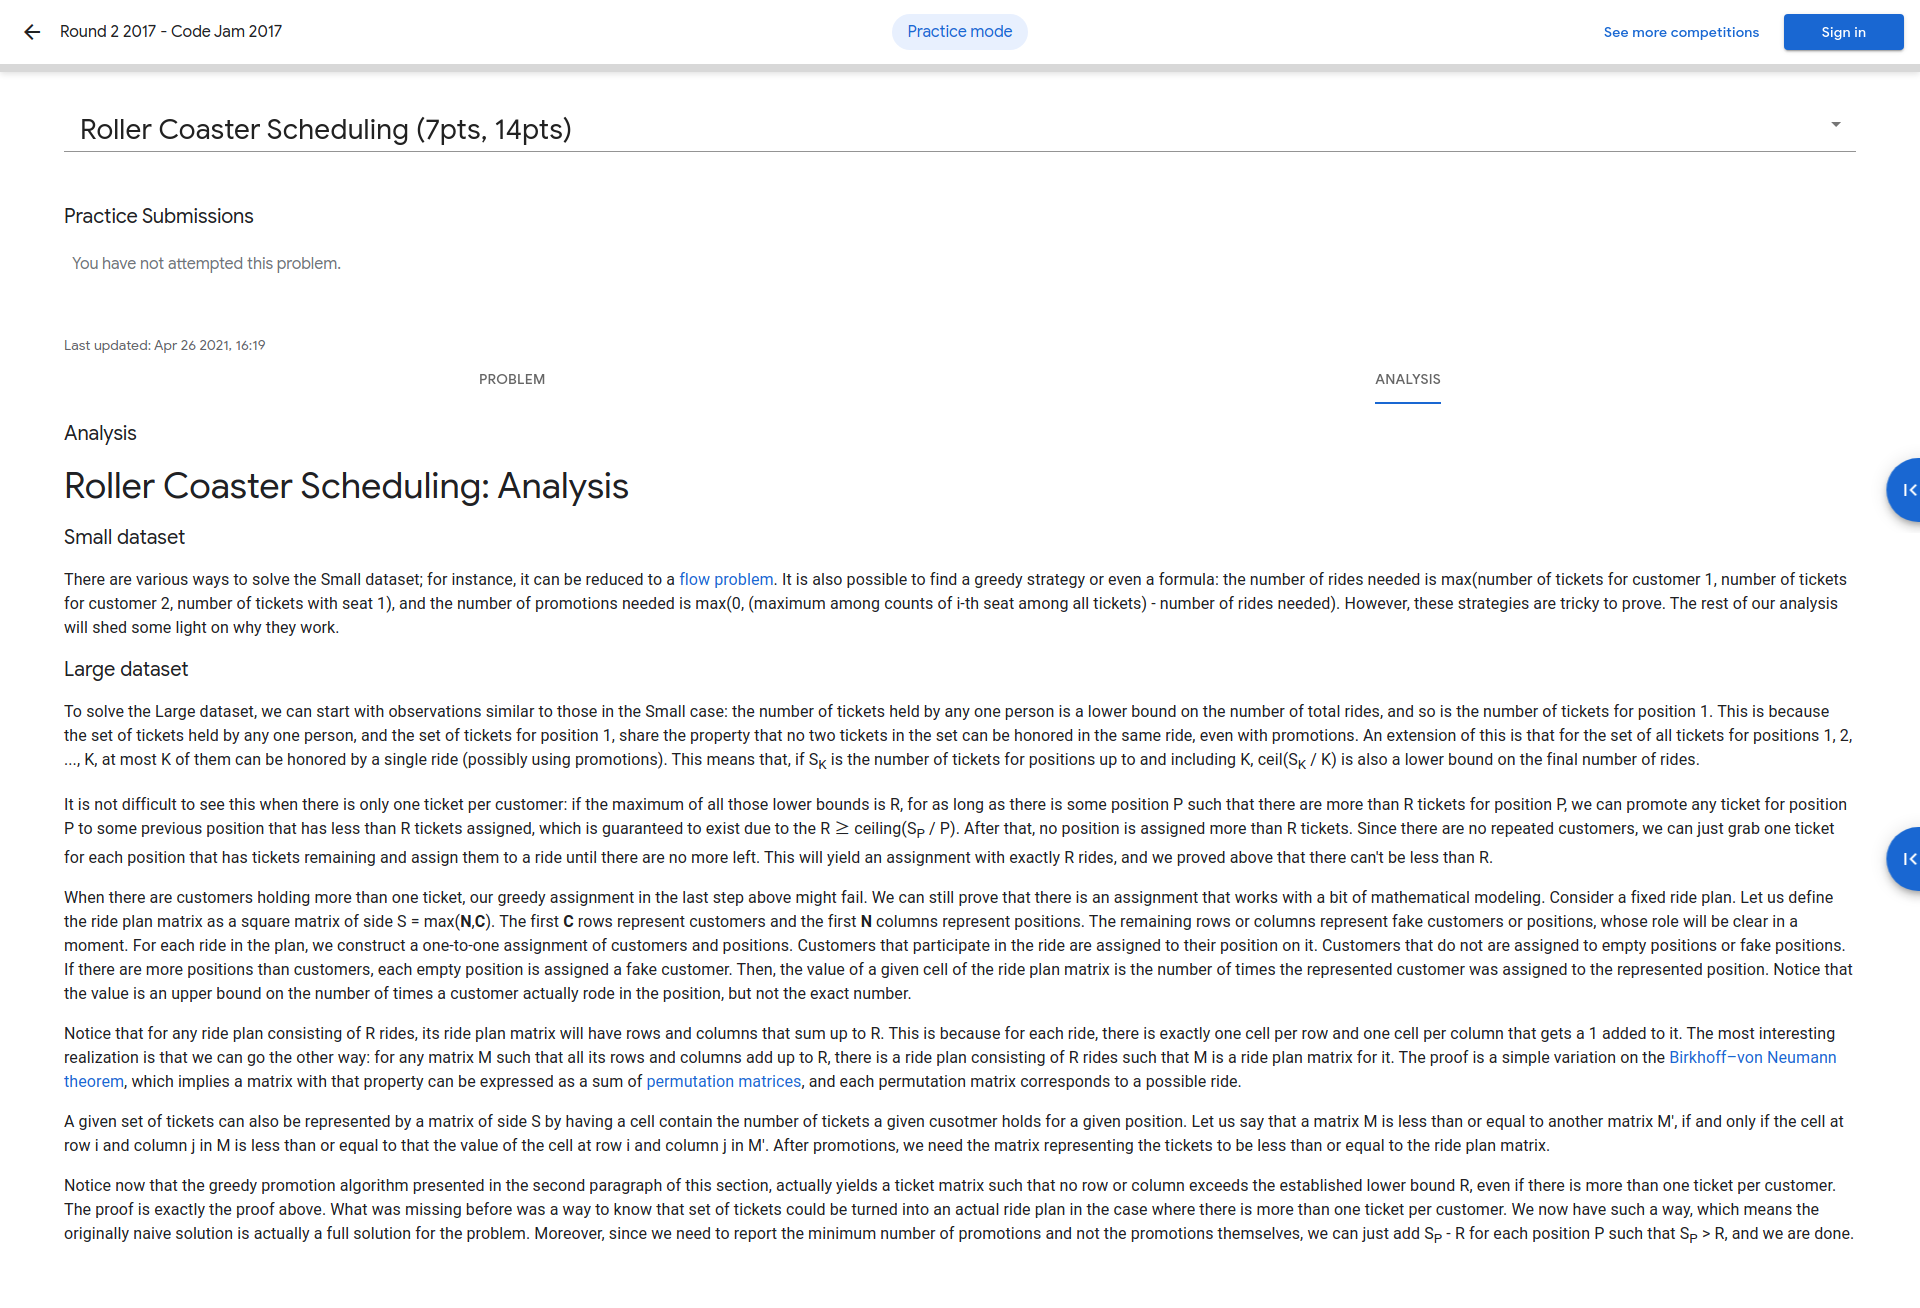 Round 2 2017 - Code Jam 2017
Practice mode
See more competitions
Sign in
Roller Coaster Scheduling (7pts, 14pts)
Practice Submissions
You have not attempted this problem.
Last updated: Apr 26 2021, 16:19
PROBLEM
ANALYSIS
Analysis
Roller Coaster Scheduling: Analysis
Small dataset
There are various ways to solve the Small dataset; for instance, it can be reduced to a flow problem. It is also possible to find a greedy strategy or even a formula: the number of rides needed is max(number of tickets for customer 1, number of tickets
for customer 2, number of tickets with seat 1), and the number of promotions needed is max(0, (maximum among counts of i-th seat among all tickets) - number of rides needed). However, these strategies are tricky to prove. The rest of our analysis
will shed some light on why they work.
Large dataset
To solve the Large dataset, we can start with observations similar to those in the Small case: the number of tickets held by any one person is a lower bound on the number of total rides, and so is the number of tickets for position 1. This is because
the set of tickets held by any one person, and the set of tickets for position 1, share the property that no two tickets in the set can be honored in the same ride, even with promotions. An extension of this is that for the set of all tickets for positions 1, 2,
..., K, at most K of them can be honored by a single ride (possibly using promotions). This means that, if SK is the number of tickets for positions up to and including K, ceil(SK / K) is also a lower bound on the final number of rides.
It is not difficult to see this when there is only one ticket per customer: if the maximum of all those lower bounds is R, for as long as there is some position P such that there are more than R tickets for position P, we can promote any ticket for position
P to some previous position that has less than R tickets assigned, which is guaranteed to exist due to the R ≥ ceiling(SP / P). After that, no position is assigned more than R tickets. Since there are no repeated customers, we can just grab one ticket
for each position that has tickets remaining and assign them to a ride until there are no more left. This will yield an assignment with exactly R rides, and we proved above that there can't be less than R.
When there are customers holding more than one ticket, our greedy assignment in the last step above might fail. We can still prove that there is an assignment that works with a bit of mathematical modeling. Consider a fixed ride plan. Let us define
the ride plan matrix as a square matrix of side S = max(N,C). The first C rows represent customers and the first N columns represent positions. The remaining rows or columns represent fake customers or positions, whose role will be clear in a
moment. For each ride in the plan, we construct a one-to-one assignment of customers and positions. Customers that participate in the ride are assigned to their position on it. Customers that do not are assigned to empty positions or fake positions.
If there are more positions than customers, each empty position is assigned a fake customer. Then, the value of a given cell of the ride plan matrix is the number of times the represented customer was assigned to the represented position. Notice that
the value is an upper bound on the number of times a customer actually rode in the position, but not the exact number.
Notice that for any ride plan consisting of R rides, its ride plan matrix will have rows and columns that sum up to R. This is because for each ride, there is exactly one cell per row and one cell per column that gets a 1 added to it. The most interesting
realization is that we can go the other way: for any matrix M such that all its rows and columns add up to R, there is a ride plan consisting of R rides such that M is a ride plan matrix for it. The proof is a simple variation on the Birkhoff–von Neumann
theorem, which implies a matrix with that property can be expressed as a sum of permutation matrices, and each permutation matrix corresponds to a possible ride.
A given set of tickets can also be represented by a matrix of side S by having a cell contain the number of tickets a given cusotmer holds for a given position. Let us say that a matrix M is less than or equal to another matrix M', if and only if the cell at
row i and column j in M is less than or equal to that the value of the cell at row i and column j in M'. After promotions, we need the matrix representing the tickets to be less than or equal to the ride plan matrix.
Notice now that the greedy promotion algorithm presented in the second paragraph of this section, actually yields a ticket matrix such that no row or column exceeds the established lower bound R, even if there is more than one ticket per customer.
The proof is exactly the proof above. What was missing before was a way to know that set of tickets could be turned into an actual ride plan in the case where there is more than one ticket per customer. We now have such a way, which means the
originally naive solution is actually a full solution for the problem. Moreover, since we need to report the minimum number of promotions and not the promotions themselves, we can just add SP - R for each position P such that SP > R, and we are done.